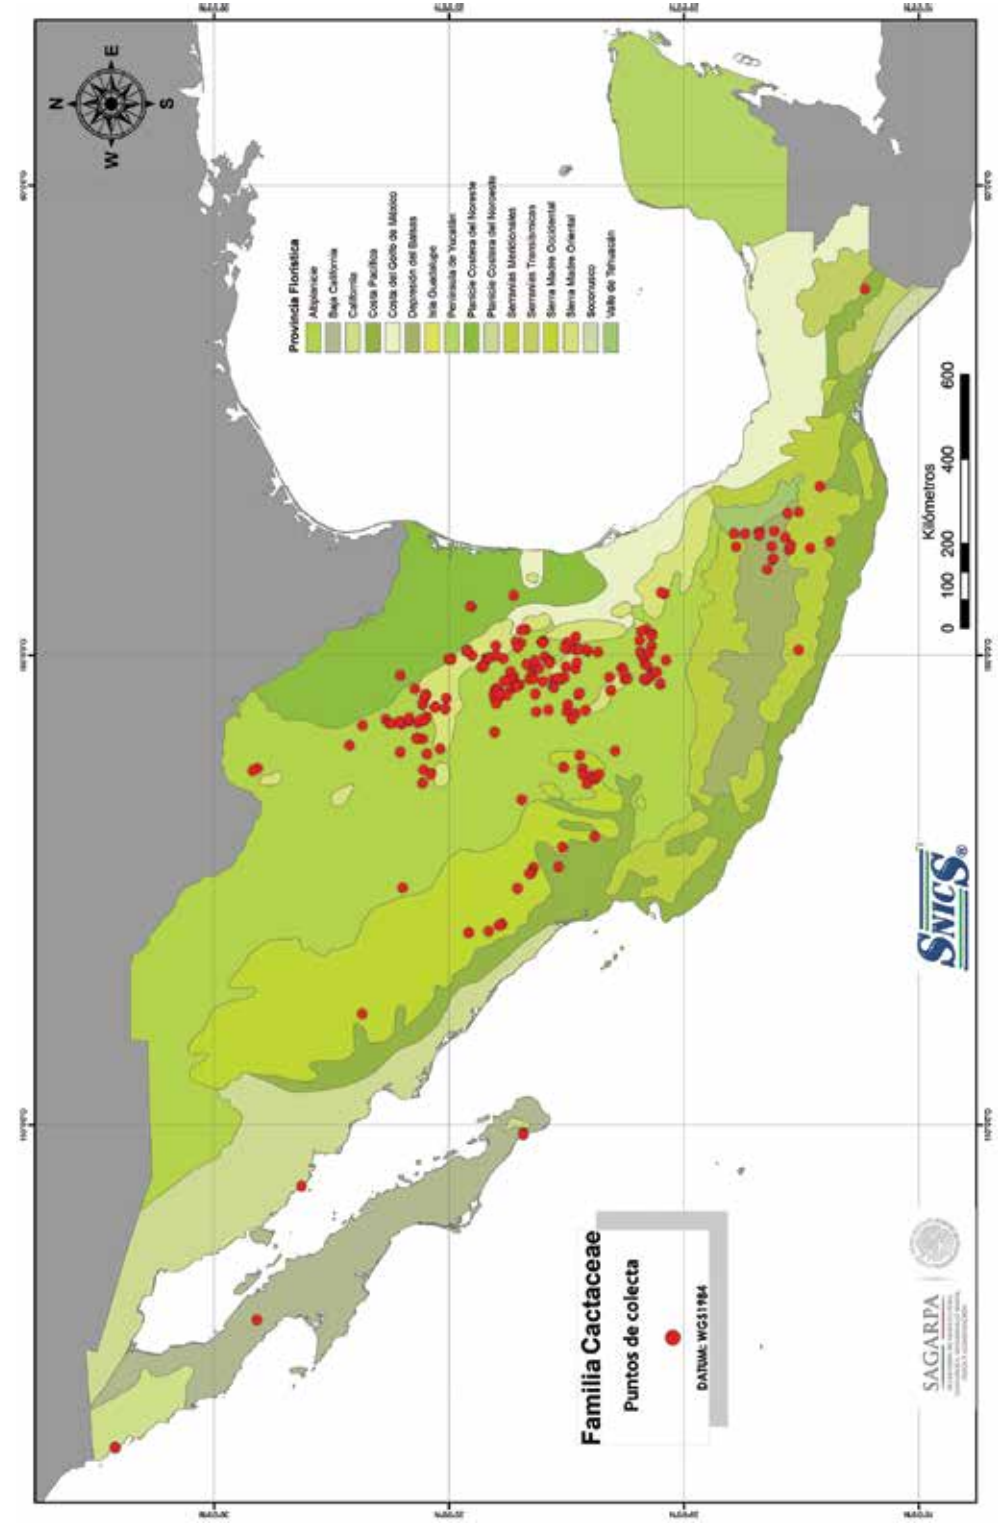 N
W E
S
Provincia Florística
Altiplanicie
Baja California
California
Costa Pacífica
Costa del Golfo de México
Depresión del Balsas
Isla Guadalupe
Península de Yucatán
Planicie Costera del Noreste
Planicie Costera del Noroeste
Serranías Meridionales
Serranías Transístmicas
Sierra Madre Occidental
Sierra Madre Oriental
Soconusco
Valle de Tehuacán
Kilómetros
0 100 200 400 600
Familia Cactaceae
Puntos de colecta
DATUM: WGS1984
SAGARPA
SNICS®